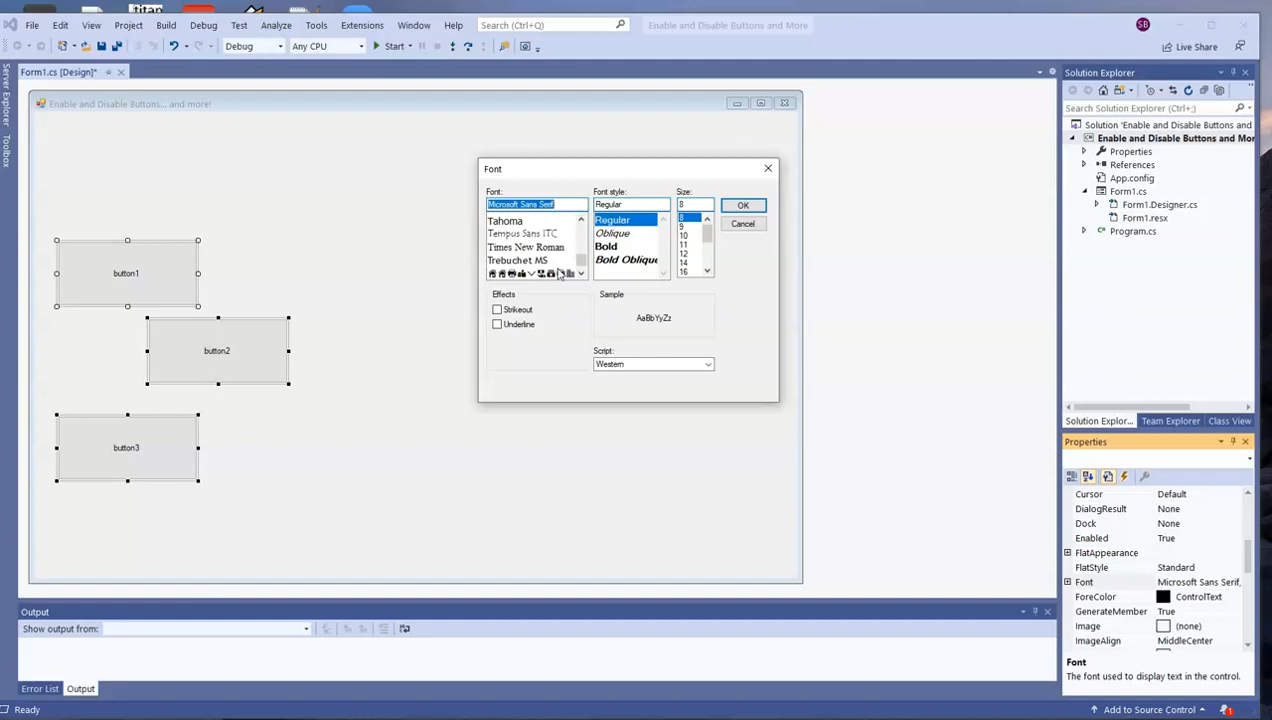 titan
File Edit View Project Build Debug Test Analyze Tools Extensions Window Help Search (Ctrl+Q) Enable and Disable Buttons and More SB
Debug Any CPU Start Live Share
Form1.cs [Design]*
Server Explorer
Toolbox
Enable and Disable Buttons... and more!
button1
button2
button3
Font
Font:
Microsoft Sans Serif
Tahoma
Tempus Sans ITC
Times New Roman
Trebuchet MS
Font style:
Regular
Regular
Oblique
Bold
Bold Oblique
Size:
8
8
9
10
11
12
14
16
OK
Cancel
Effects
Strikeout
Underline
Sample
AaBbYyZz
Script:
Western
Solution Explorer
Search Solution Explorer (Ctrl+;)
Solution 'Enable and Disable Buttons and
Enable and Disable Buttons and Mor
Properties
References
App.config
Form1.cs
Form1.Designer.cs
Form1.resx
Program.cs
Solution Explor... Team Explorer Class View
Properties
Cursor Default
DialogResult None
Dock None
Enabled True
FlatAppearance
FlatStyle Standard
Font Microsoft Sans Serif,
ForeColor ControlText
GenerateMember True
Image (none)
ImageAlign MiddleCenter
Font
The font used to display text in the control.
Output
Show output from:
Error List Output
Ready Add to Source Control 1